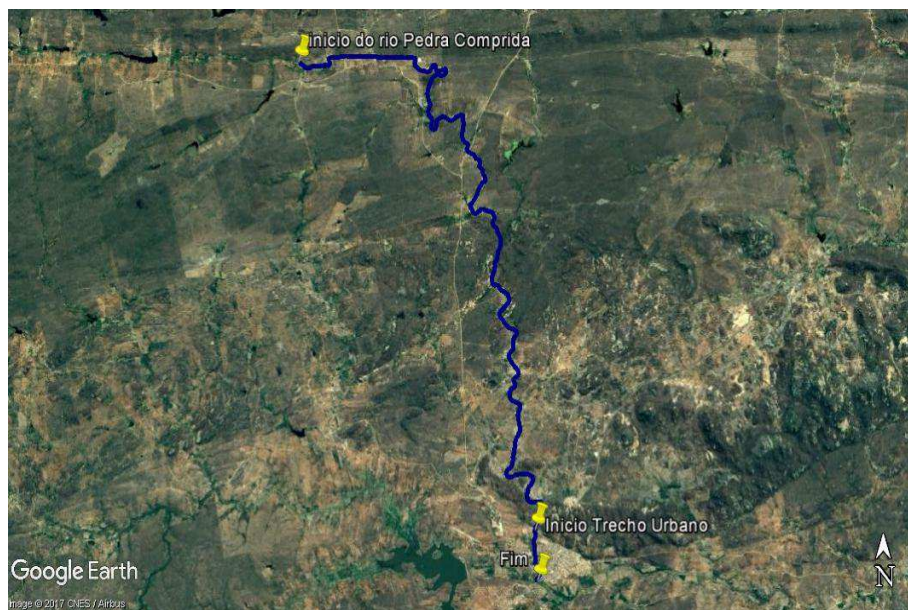 inicio do rio Pedra Comprida
Inicio Trecho Urbano
Fim
Google Earth
N
Image © 2017 CNES / Airbus